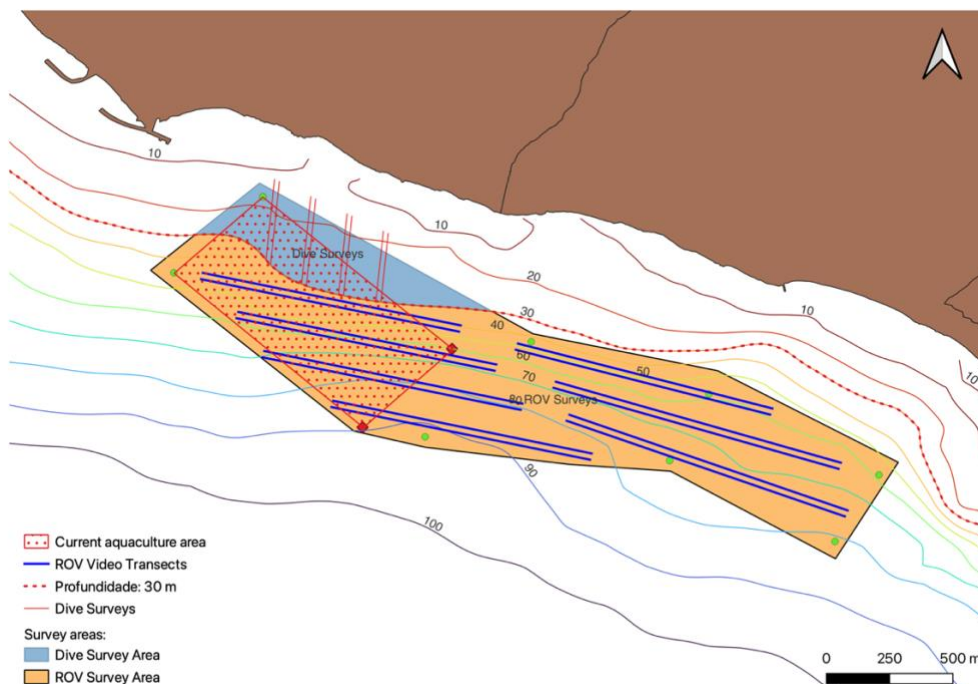 10
10
10
10
20
30
40
50
60
70
80
90
100
Dive Surveys
ROV Surveys
Current aquaculture area
ROV Video Transects
Profundidade: 30 m
Dive Surveys
Survey areas:
Dive Survey Area
ROV Survey Area
0 250 500 m